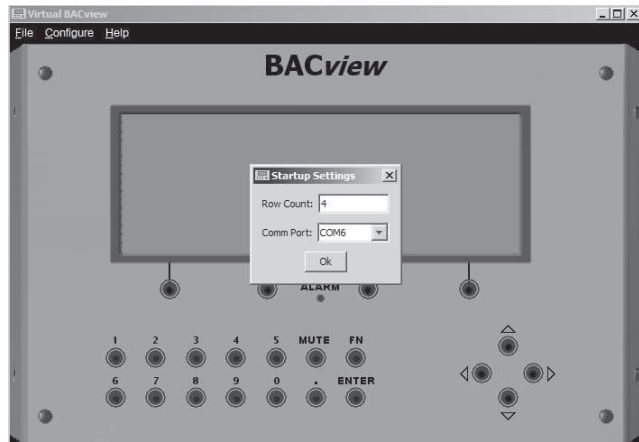 Virtual BACview
File Configure Help
BACview
Startup Settings
Row Count: 4
Comm Port: COM6
Ok
ALARM
1 2 3 4 5 MUTE FN
6 7 8 9 0 . ENTER